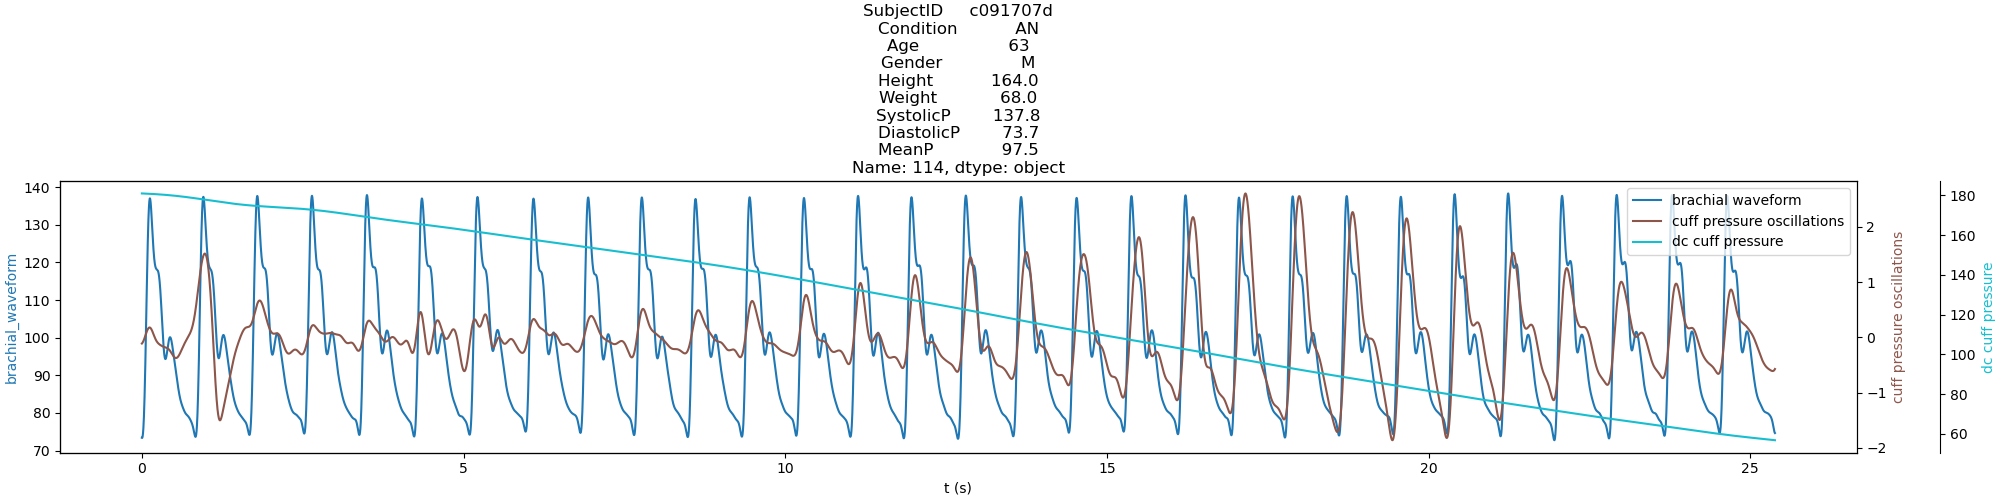 SubjectID c091707d
Condition AN
Age 63
Gender M
Height 164.0
Weight 68.0
SystolicP 137.8
DiastolicP 73.7
MeanP 97.5
Name: 114, dtype: object
brachial_waveform
140
130
120
110
100
90
80
70
0
5
10
15
20
25
t (s)
brachial waveform
cuff pressure oscillations
dc cuff pressure
2
1
0
−1
−2
cuff pressure oscillations
180
160
140
120
100
80
60
dc cuff pressure